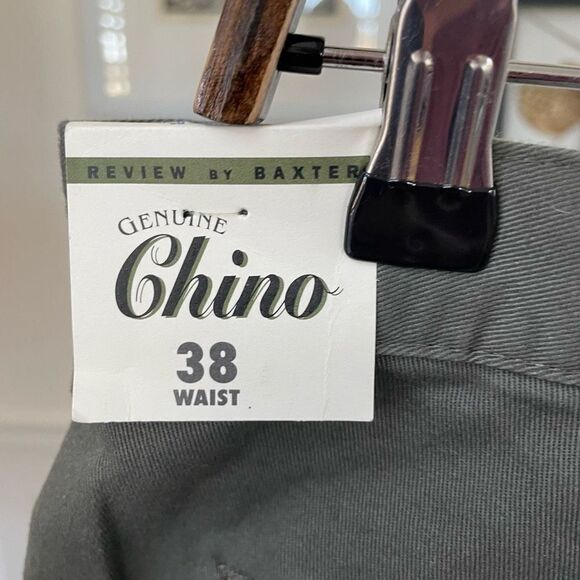 REVIEW BY BAXTER
GENUINE
Chino
38
WAIST